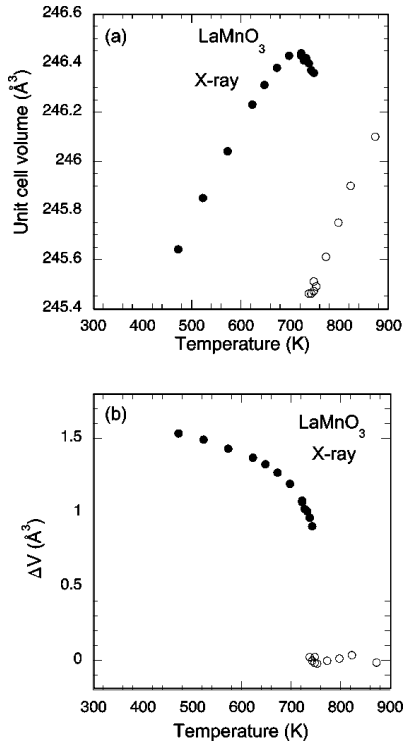 (a)
LaMnO₃
X-ray
246.6
246.4
246.2
246
245.8
245.6
245.4
Unit cell volume (Å³)
300 400 500 600 700 800 900
Temperature (K)
(b)
LaMnO₃
X-ray
1.5
1
0.5
0
ΔV (Å³)
300 400 500 600 700 800 900
Temperature (K)